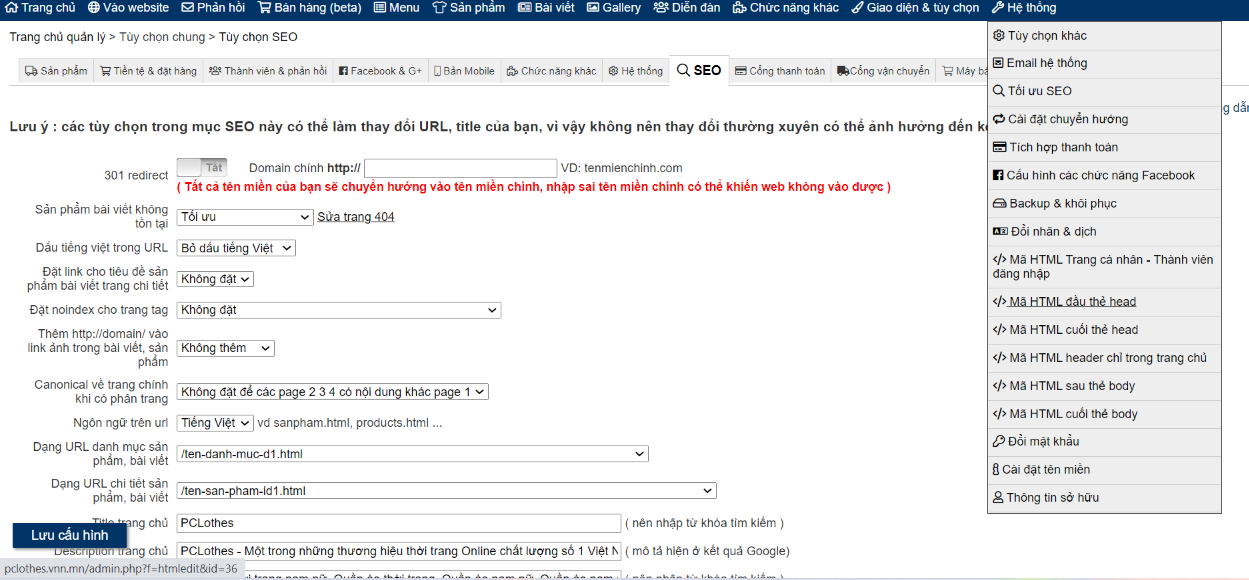 Trang chủ Vào website Phản hồi Bán hàng (beta) Menu Sản phẩm Bài viết Gallery Diễn đàn Chức năng khác Giao diện & tùy chọn Hệ thống
Trang chủ quản lý > Tùy chọn chung > Tùy chọn SEO
Sản phẩm Tiền tệ & đặt hàng Thành viên & phản hồi Facebook & G+ Bản Mobile Chức năng khác Hệ thống SEO Cổng thanh toán Cổng vận chuyển Máy
Lưu ý : các tùy chọn trong mục SEO này có thể làm thay đổi URL, title của bạn, vì vậy không nên thay đổi thường xuyên có thể ảnh hưởng đến
301 redirect Tắt Domain chính http:// VD: tenmienchinh.com
( Tất cả tên miền của bạn sẽ chuyển hướng vào tên miền chính, nhập sai tên miền chính có thể khiến web không vào được )
Sản phẩm bài viết không
tồn tại
Tối ưu Sửa trang 404
Dấu tiếng việt trong URL Bỏ dấu tiếng Việt
Đặt link cho tiêu đề sản
phẩm bài viết trang chi tiết
Không đặt
Đặt noindex cho trang tag Không đặt
Thêm http://domain/ vào
link ảnh trong bài viết, sản
phẩm
Không thêm
Canonical về trang chính
khi có phân trang
Không đặt để các page 2 3 4 có nội dung khác page 1
Ngôn ngữ trên url Tiếng Việt vd sanpham.html, products.html ...
Dạng URL danh mục sản
phẩm, bài viết
/ten-danh-muc-d1.html
Dạng URL chi tiết sản
phẩm, bài viết
/ten-san-pham-id1.html
Title trang chủ PCLothes ( nên nhập từ khóa tìm kiếm )
Lưu cấu hình
Description trang chủ PCLothes - Một trong những thương hiệu thời trang Online chất lượng số 1 Việt N ( mô tả hiện ở kết quả Google)
pclothes.vnn.mn/admin.php?f=htmledit&id=36
Tùy chọn khác
Email hệ thống
Tối ưu SEO
Cài đặt chuyển hướng
Tích hợp thanh toán
Cấu hình các chức năng Facebook
Backup & khôi phục
Đổi nhãn & dịch
Mã HTML Trang cá nhân - Thành viên
đăng nhập
Mã HTML đầu thẻ head
Mã HTML cuối thẻ head
Mã HTML header chỉ trong trang chủ
Mã HTML sau thẻ body
Mã HTML cuối thẻ body
Đổi mật khẩu
Cài đặt tên miền
Thông tin sở hữu